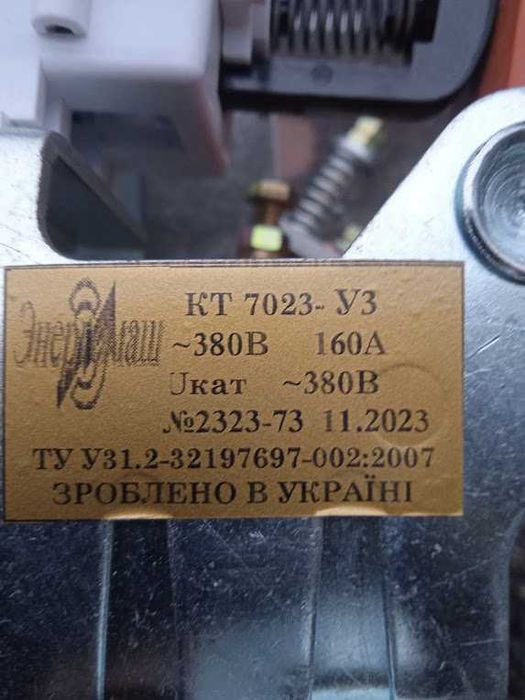 Энергомаш
КТ 7023- У3
~380В 160А
Uкат ~380В
№2323-73 11.2023
ТУ У31.2-32197697-002:2007
ЗРОБЛЕНО В УКРАЇНІ